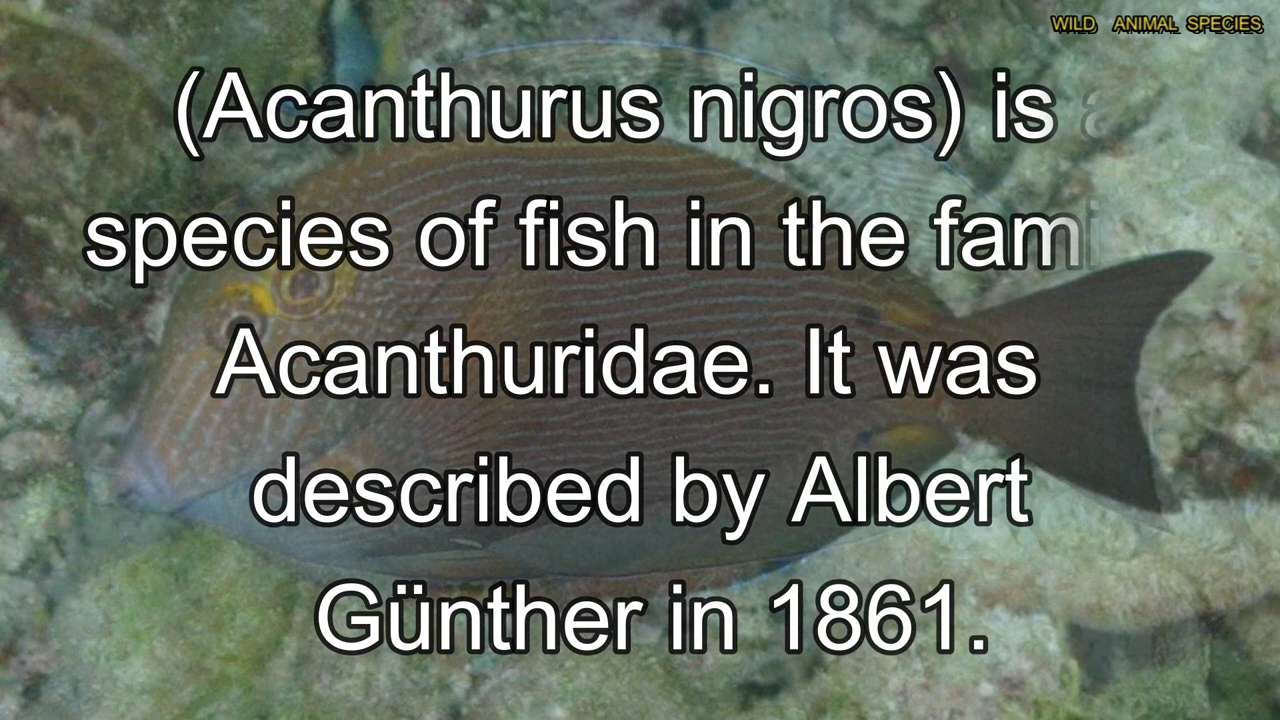 WILD ANIMAL SPECIES
(Acanthurus nigros) is a
species of fish in the fami
Acanthuridae. It was
described by Albert
Günther in 1861.